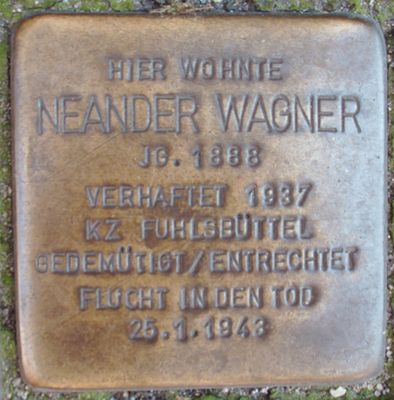 HIER WOHNTE
NEANDER WAGNER
JG. 1888
VERHAFTET 1937
KZ FUHLSBÜTTEL
GEDEMÜTIGT/ENTRECHTET
FLUCHT IN DEN TOD
25.1.1943